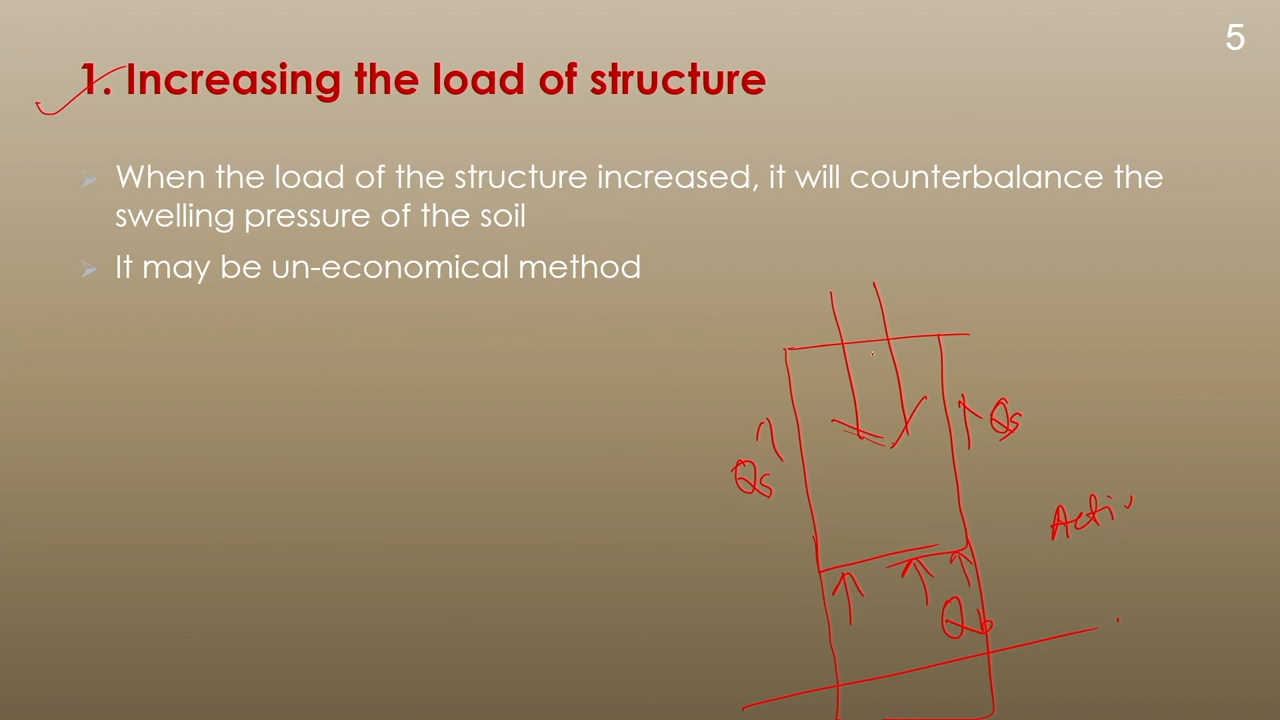 5
1. Increasing the load of structure
When the load of the structure increased, it will counterbalance the
swelling pressure of the soil
It may be un-economical method
Qs
Qs
Acti
Qb